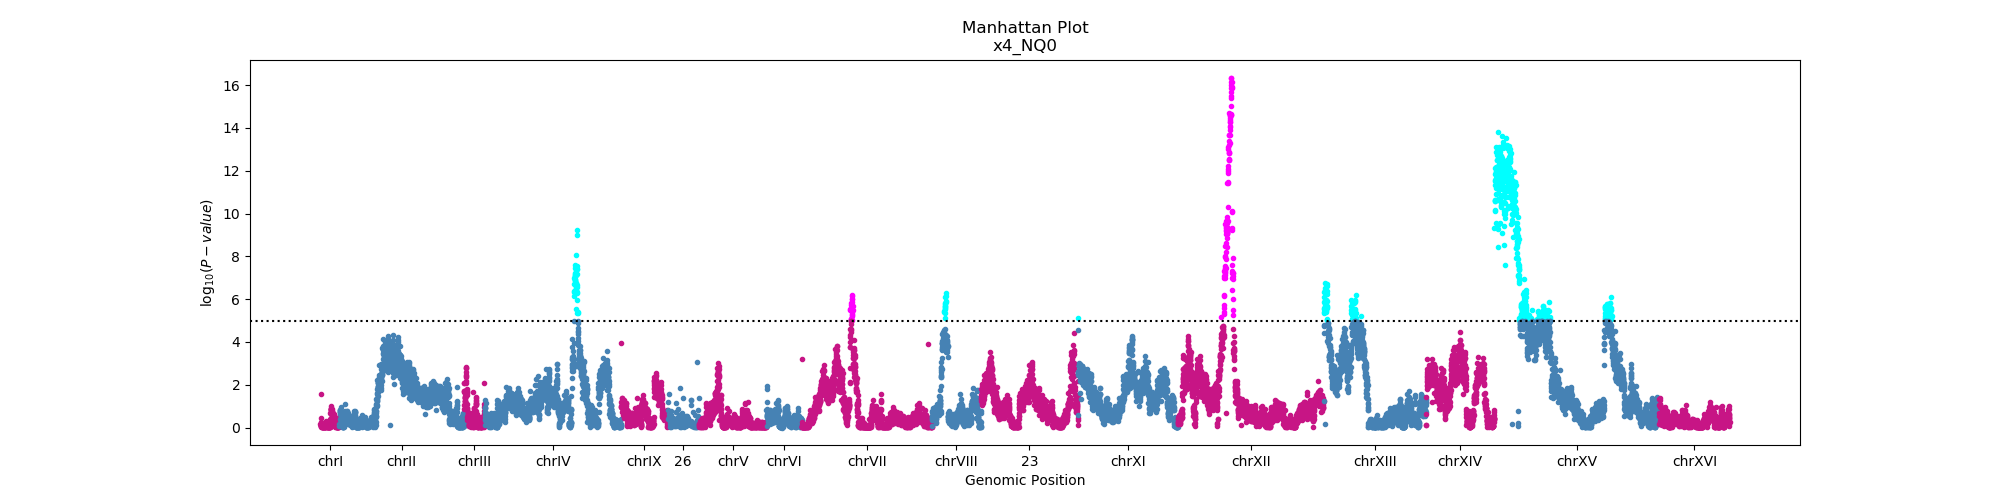 Manhattan Plot
x4_NQ0
log10(P − value)
16
14
12
10
8
6
4
2
0
chrI chrII chrIII chrIV chrIX 26 chrV chrVI chrVII chrVIII 23 chrXI chrXII chrXIII chrXIV chrXV chrXVI
Genomic Position